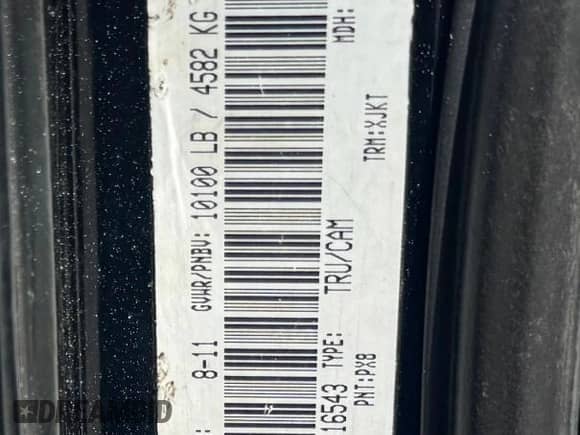 : 8-11 GVWR/PNBV: 10100 LB / 4582 KG
16543 TYPE: TRU/CAM MDH:
PNT:PX8 TRM:XJKT